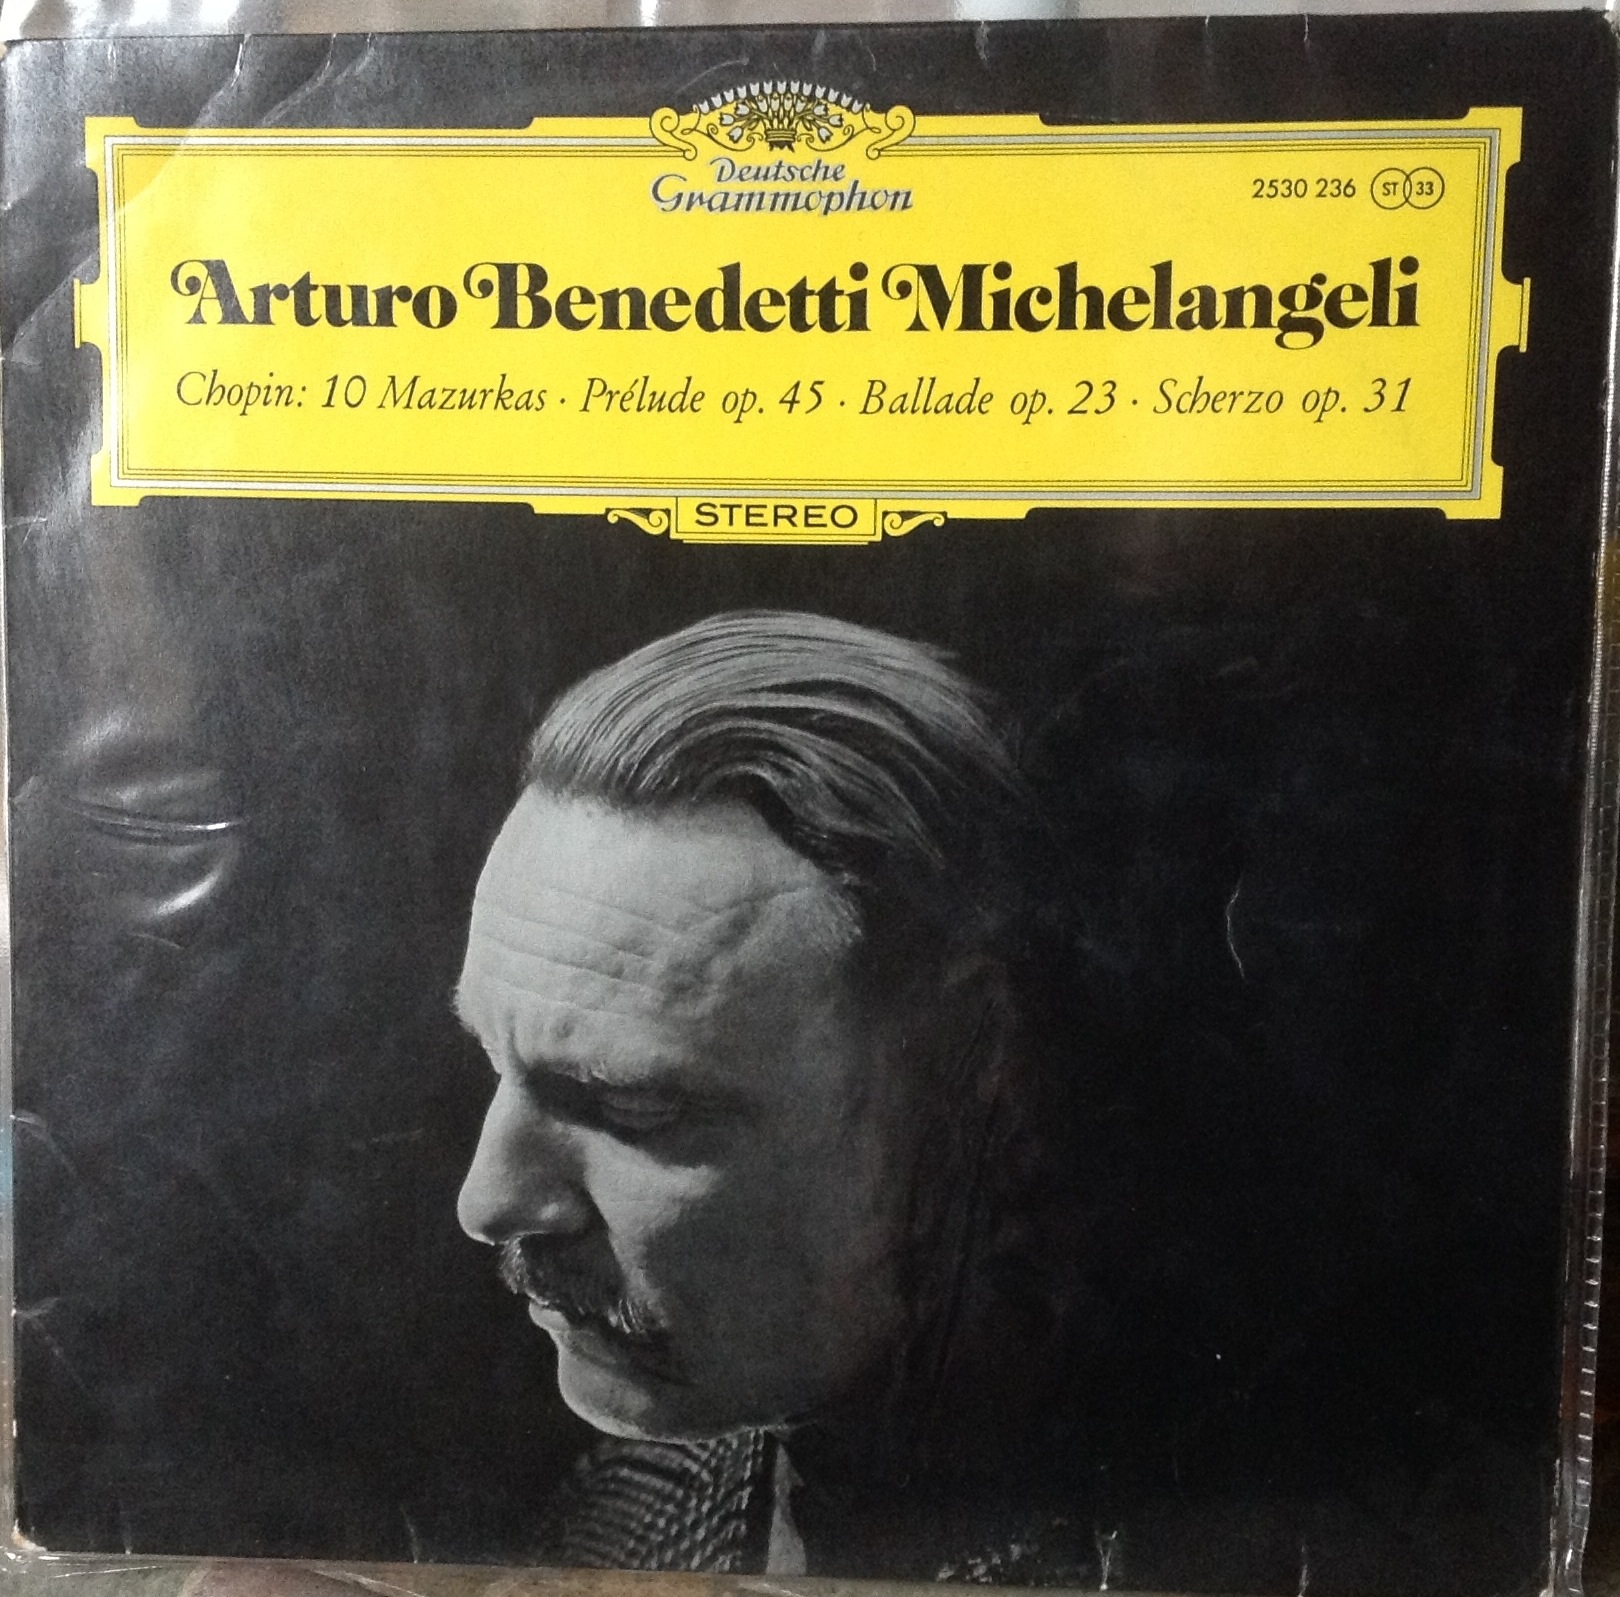 Deutsche
Grammophon
2530 236 ST 33
Arturo Benedetti Michelangeli
Chopin: 10 Mazurkas · Prélude op. 45 · Ballade op. 23 · Scherzo op. 31
STEREO